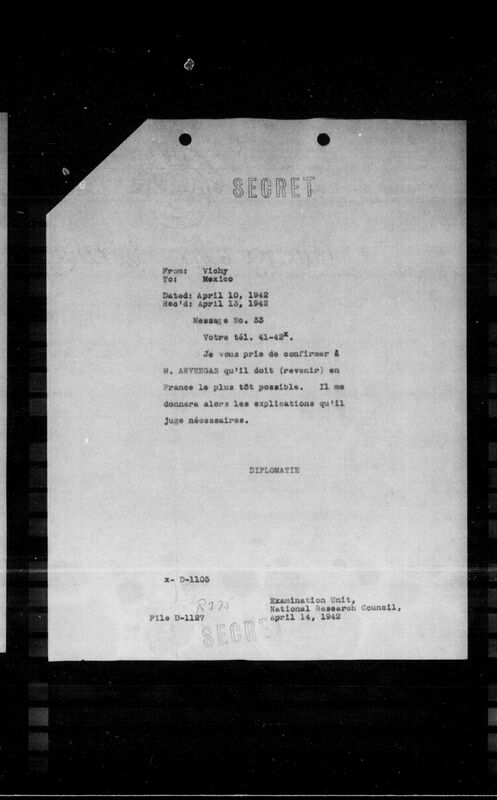 SECRET
From: Vichy
To: Mexico
Dated: April 10, 1942
Rec'd: April 13, 1942
Message No. 33
Votre tél. 41-42x.
Je vous prie de confirmer à
M. ARVENGAS qu'il doit (revenir) en
France le plus tôt possible. Il me
donnera alors les explications qu'il
juge nécessaires.
DIPLOMATIE
x- D-1105
R375
Examination Unit,
National Research Council,
File D-1127 April 14, 1942
SECRET